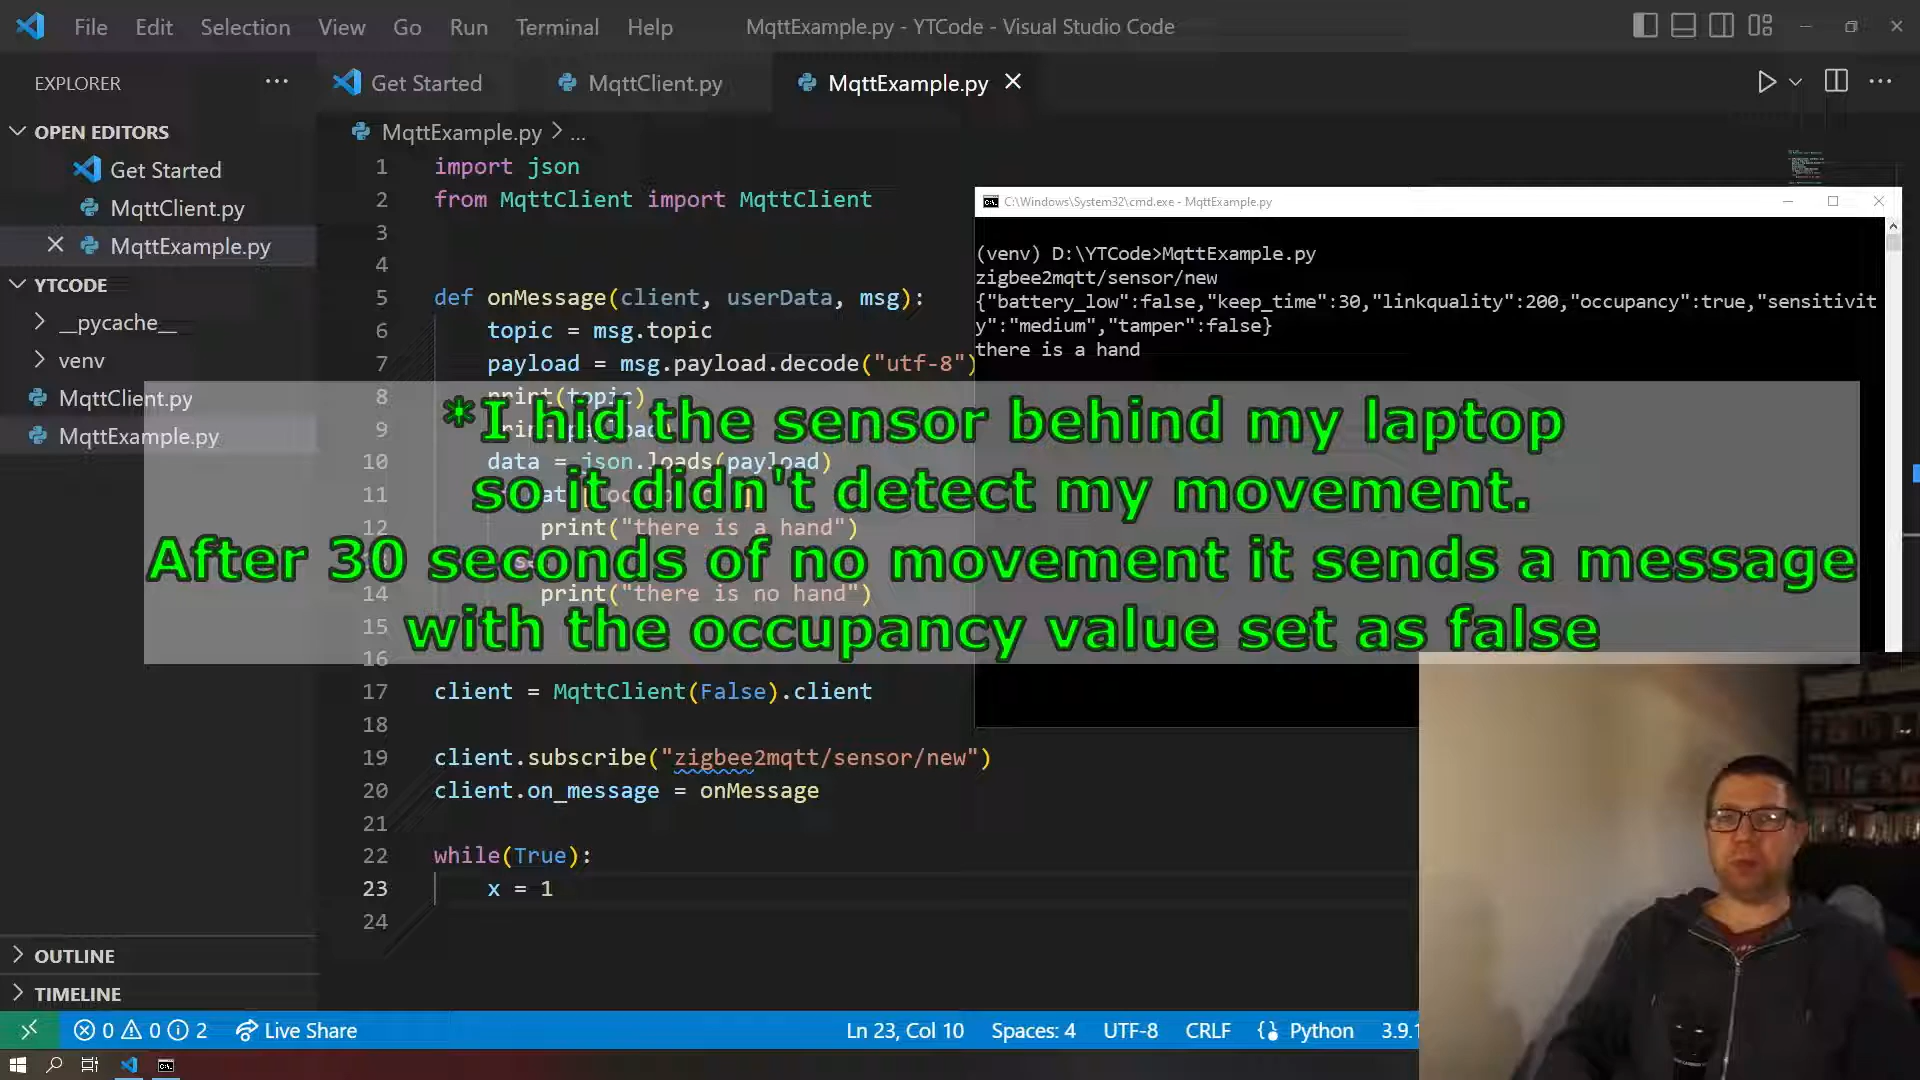 File Edit Selection View Go Run Terminal Help
MqttExample.py - YTCode - Visual Studio Code
EXPLORER
OPEN EDITORS
Get Started
MqttClient.py
MqttExample.py
YTCODE
__pycache__
venv
MqttClient.py
MqttExample.py
OUTLINE
TIMELINE
Get Started
MqttClient.py
MqttExample.py
MqttExample.py > ...
1 import json
2 from MqttClient import MqttClient
3
4
5 def onMessage(client, userData, msg):
6 topic = msg.topic
7 payload = msg.payload.decode("utf-8")
8 print(topic)
9
10 data = json.loads(payload)
11
12 print("there is a hand")
14 print("there is no hand")
15
16
17 client = MqttClient(False).client
18
19 client.subscribe("zigbee2mqtt/sensor/new")
20 client.on_message = onMessage
21
22 while(True):
23 x = 1
24
C:\Windows\System32\cmd.exe - MqttExample.py
(venv) D:\YTCode>MqttExample.py
zigbee2mqtt/sensor/new
{"battery_low":false,"keep_time":30,"linkquality":200,"occupancy":true,"sensitivit
y":"medium","tamper":false}
there is a hand
*I hid the sensor behind my laptop
so it didn't detect my movement.
After 30 seconds of no movement it sends a message
with the occupancy value set as false
0 0 2 Live Share
Ln 23, Col 10 Spaces: 4 UTF-8 CRLF Python